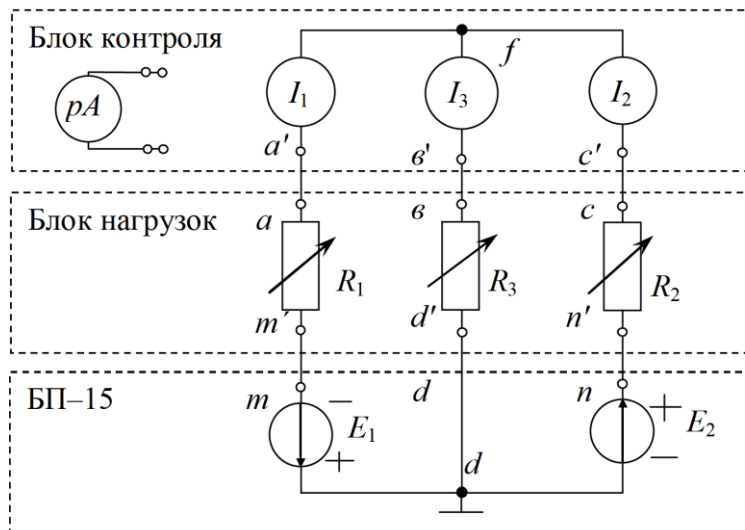 Блок контроля
f
pA
I1
I3
I2
a'
в'
c'
Блок нагрузок
a
в
c
R1
R3
R2
m'
d'
n'
БП–15
m
–
d
n
+
E1
E2
+
d
–